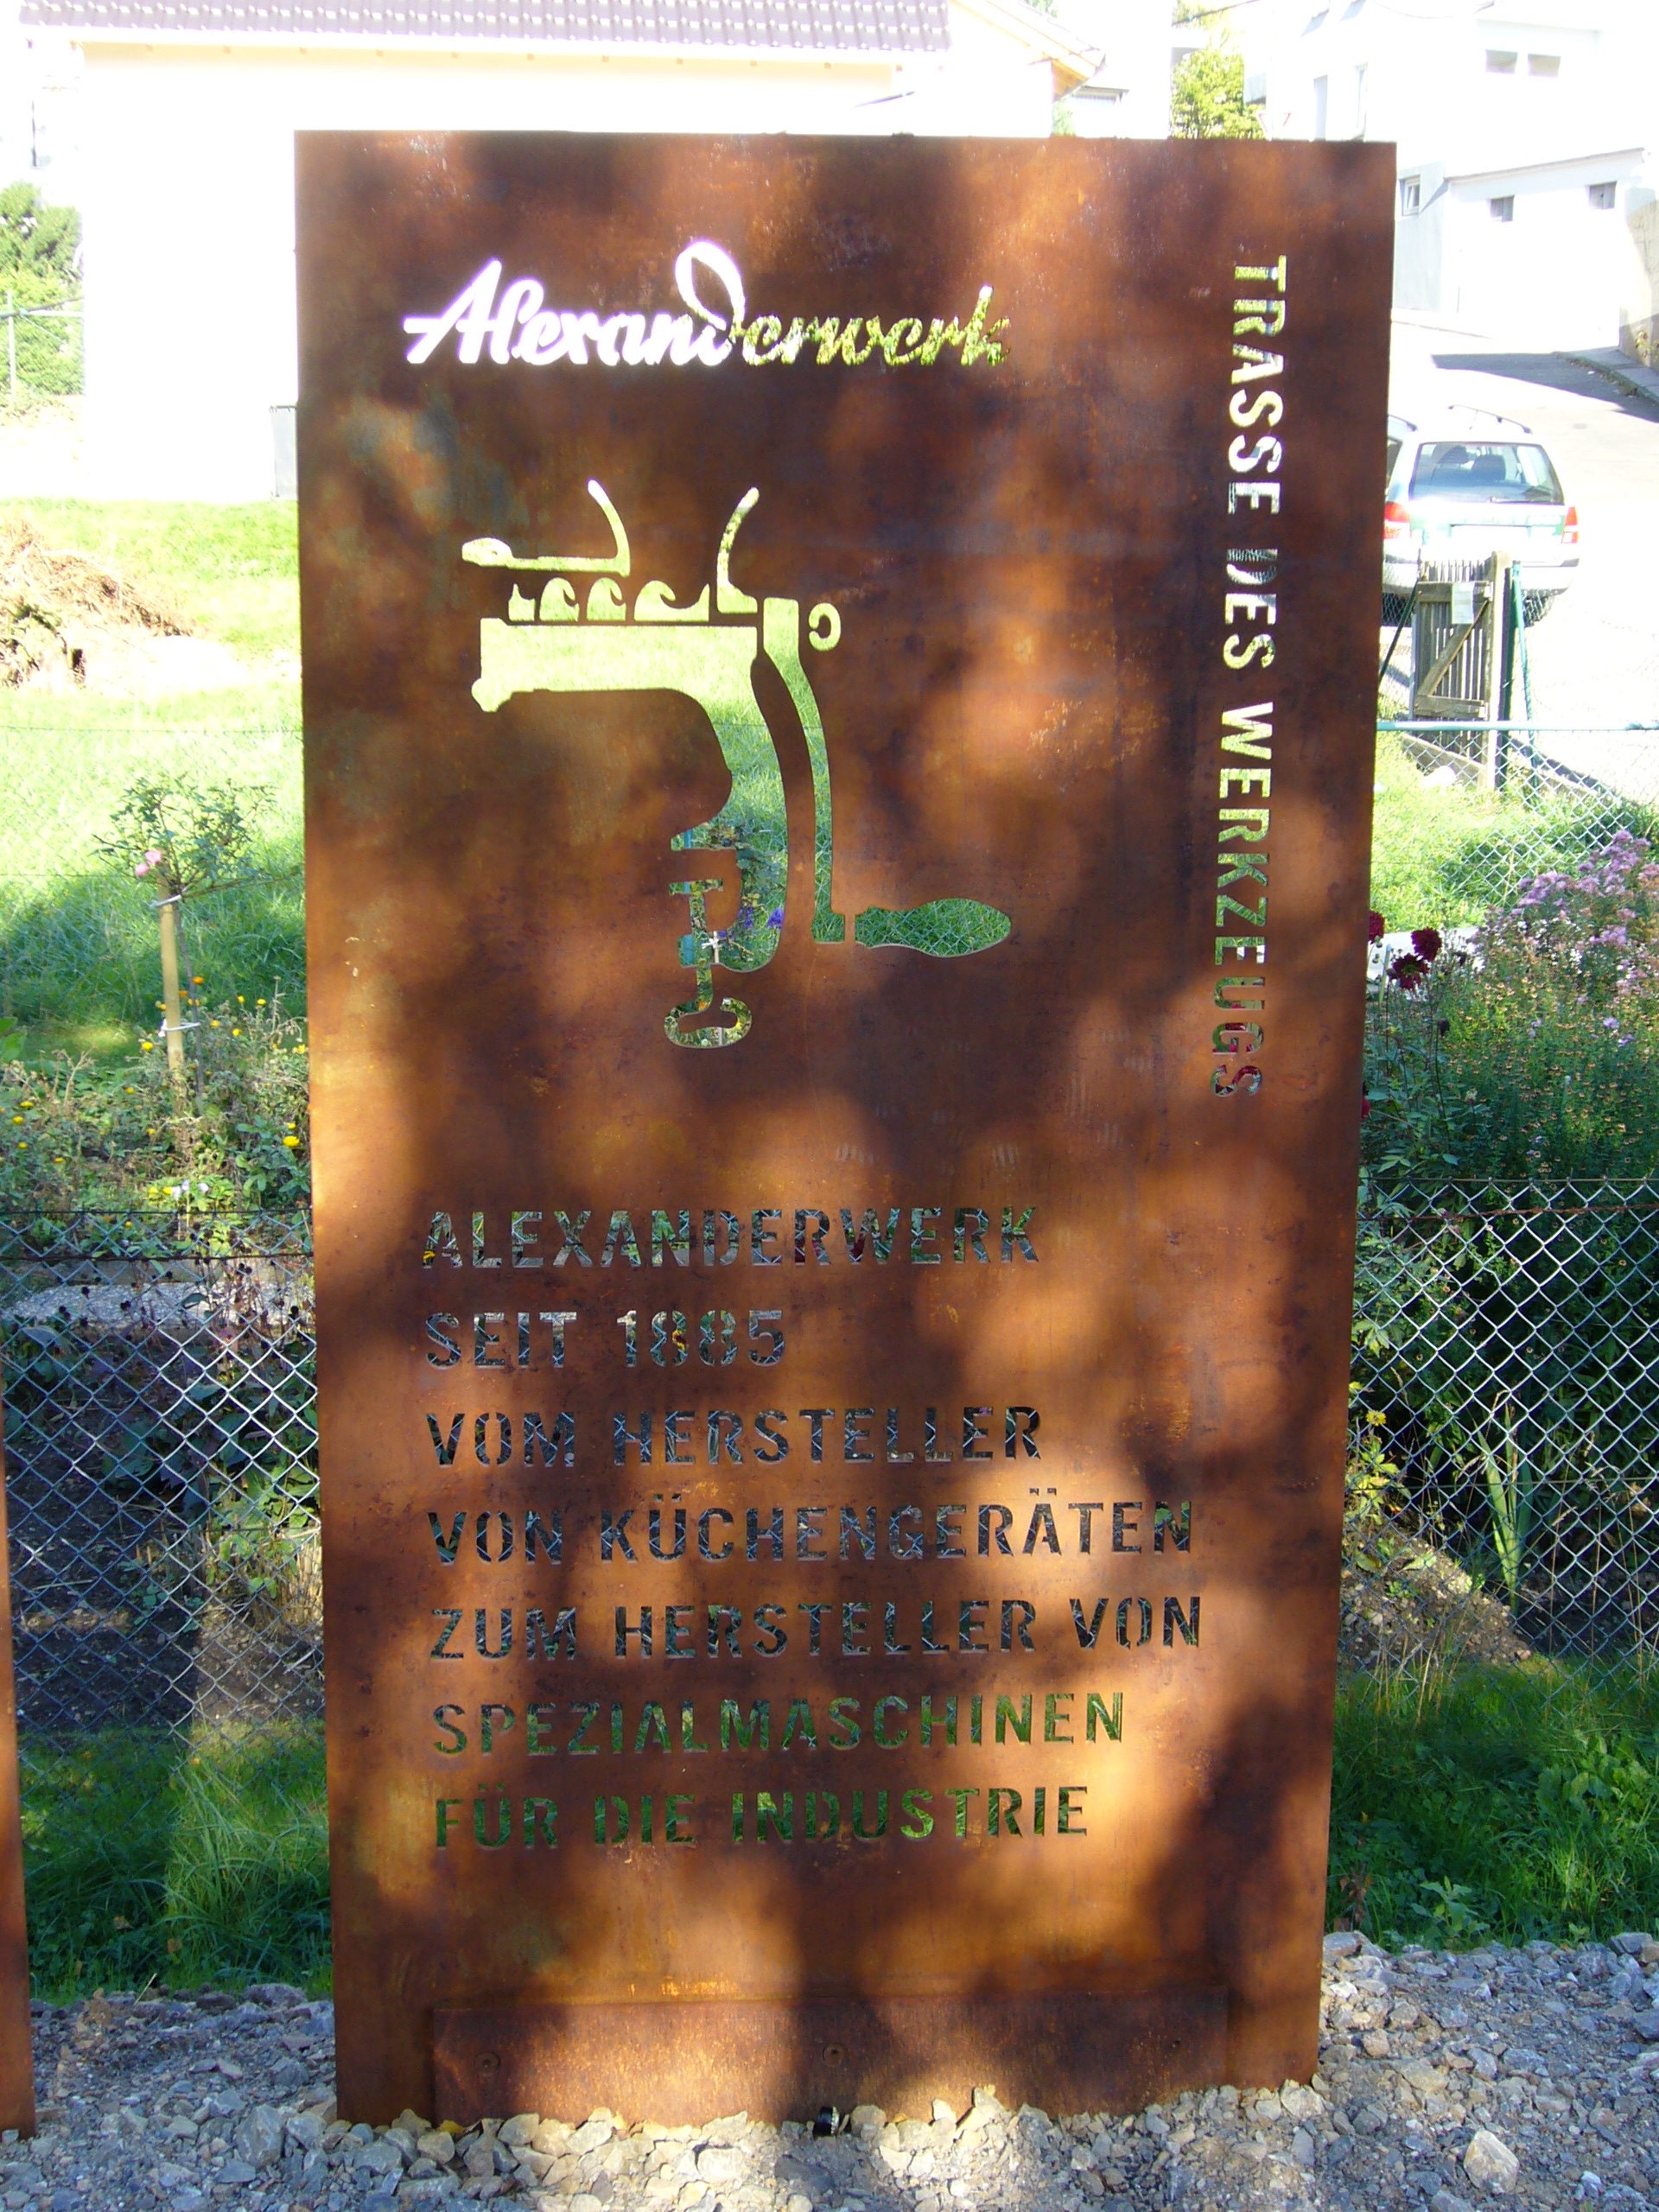 Alexanderwerk
TRASSE DES WERKZEUGS
ALEXANDERWERK
SEIT 1885
VOM HERSTELLER
VON KÜCHENGERÄTEN
ZUM HERSTELLER VON
SPEZIALMASCHINEN
FÜR DIE INDUSTRIE